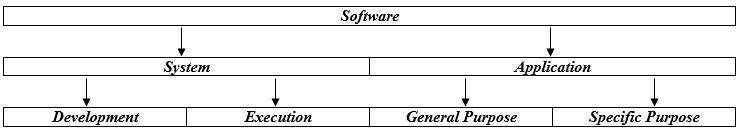 Software
System Application
Development Execution General Purpose Specific Purpose